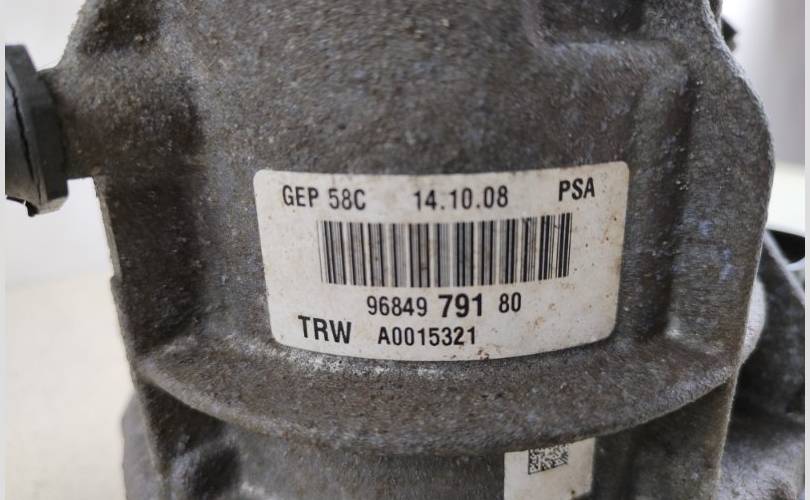 GEP 58C 14.10.08 PSA
96849 791 80
TRW A0015321